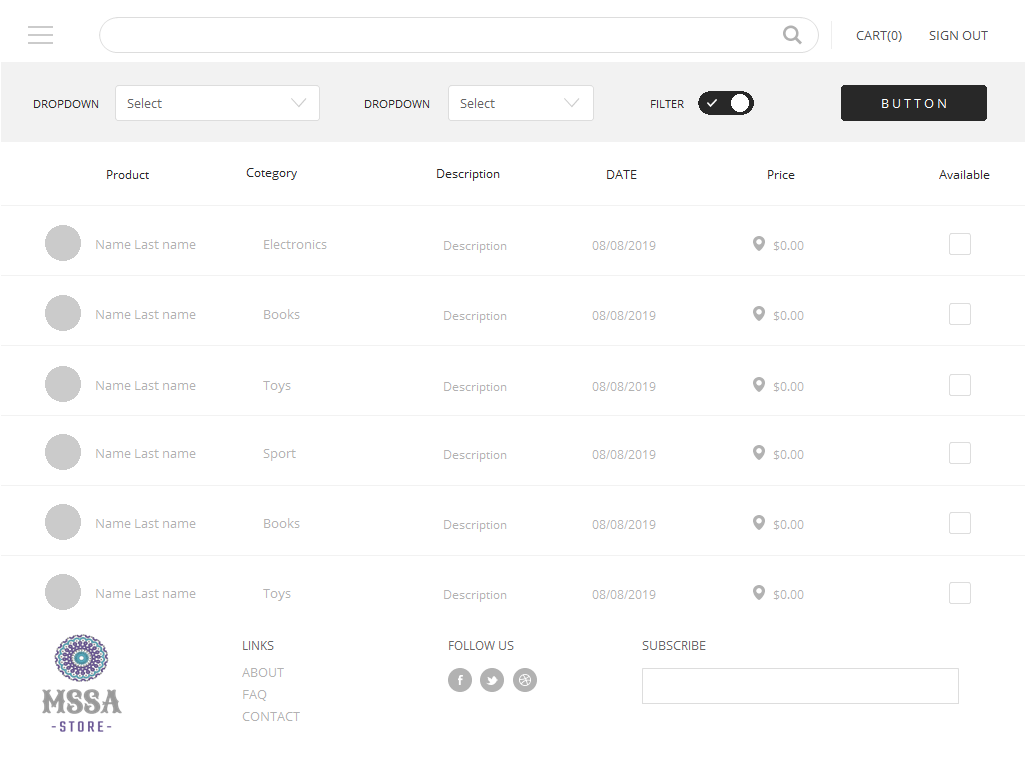 CART(0) SIGN OUT
DROPDOWN Select DROPDOWN Select FILTER BUTTON
Product Cotegory Description DATE Price Available
Name Last name Electronics Description 08/08/2019 $0.00
Name Last name Books Description 08/08/2019 $0.00
Name Last name Toys Description 08/08/2019 $0.00
Name Last name Sport Description 08/08/2019 $0.00
Name Last name Books Description 08/08/2019 $0.00
Name Last name Toys Description 08/08/2019 $0.00
MSSA
-STORE-
LINKS
ABOUT
FAQ
CONTACT
FOLLOW US
SUBSCRIBE